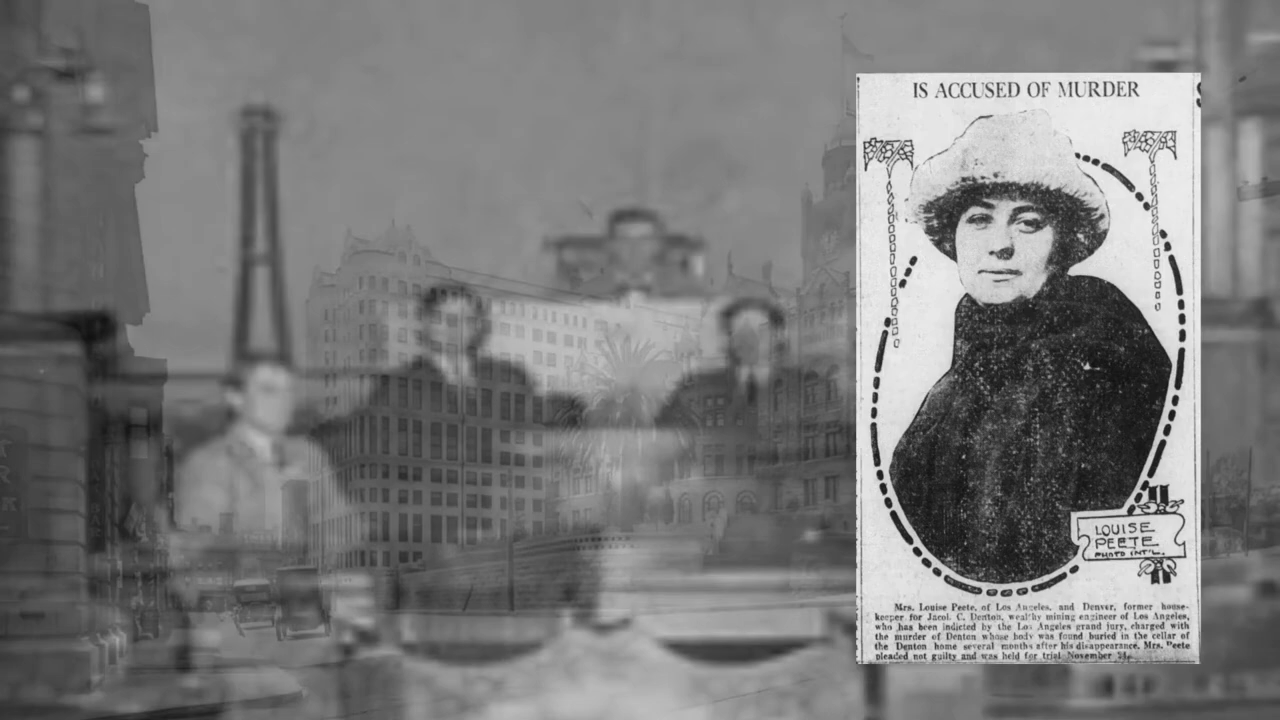 IS ACCUSED OF MURDER
LOUISE
PEETE
PHOTO INT'L.
Mrs. Louise Peete, of Los Angeles, and Denver, former house-
keeper for Jacob C. Denton, wealthy mining engineer of Los Angeles,
who has been indicted by the Los Angeles grand jury, charged with
the murder of Denton whose body was found buried in the cellar of
the Denton home several months after his disappearance. Mrs. Peete
pleaded not guilty and was held for trial November